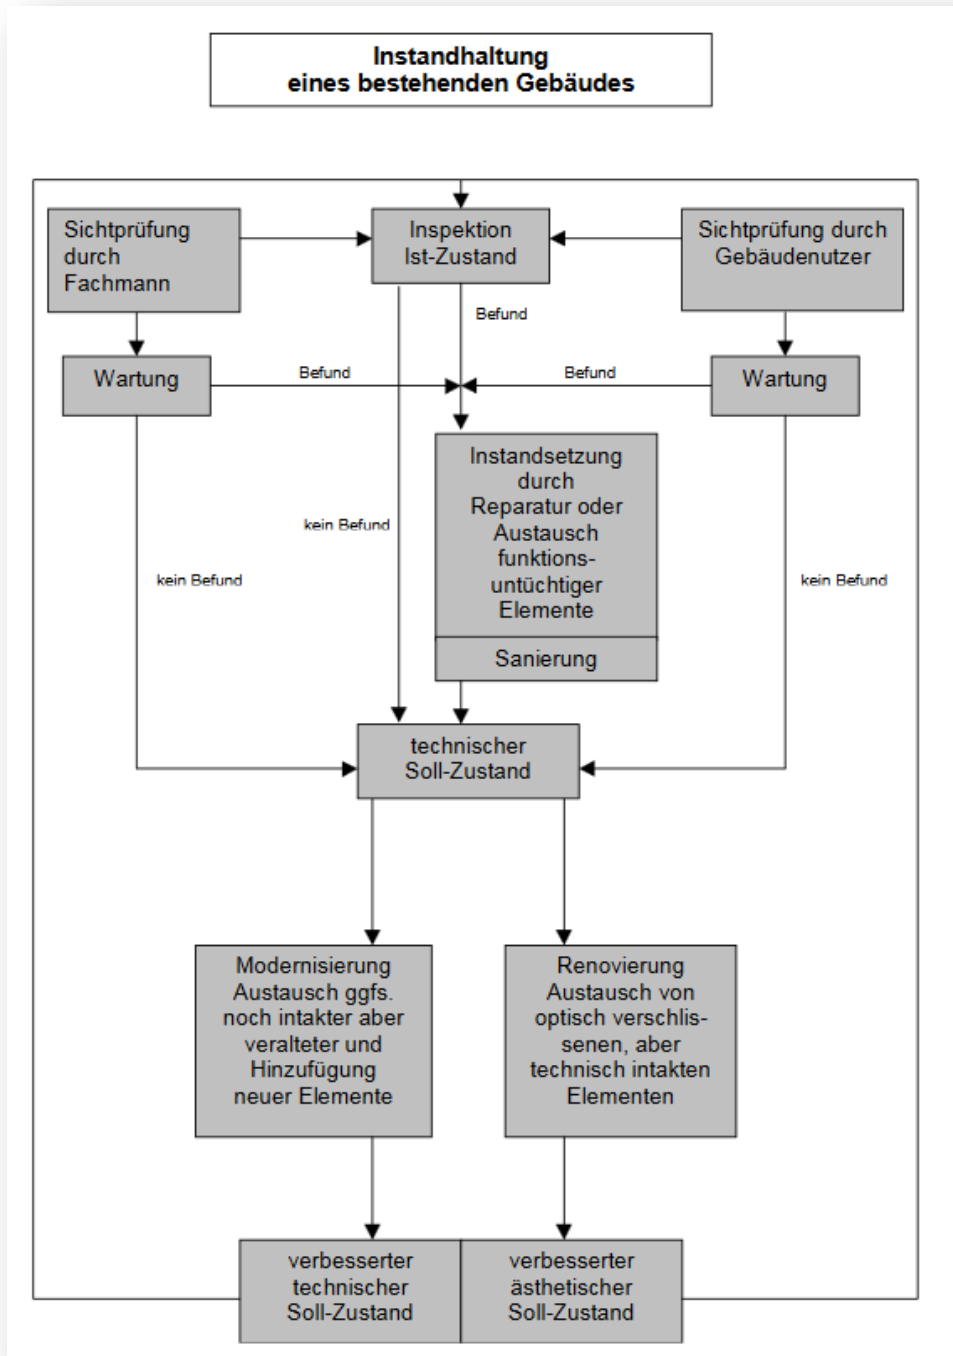 Instandhaltung
eines bestehenden Gebäudes
Sichtprüfung
durch
Fachmann
Inspektion
Ist-Zustand
Sichtprüfung durch
Gebäudenutzer
Befund
Wartung
Befund
Befund
Wartung
Instandsetzung
durch
Reparatur oder
Austausch
funktions-
untüchtiger
Elemente
kein Befund
kein Befund
kein Befund
Sanierung
technischer
Soll-Zustand
Modernisierung
Austausch ggfs.
noch intakter aber
veralteter und
Hinzufügung
neuer Elemente
Renovierung
Austausch von
optisch verschlis-
senen, aber
technisch intakten
Elementen
verbesserter
technischer
Soll-Zustand
verbesserter
ästhetischer
Soll-Zustand